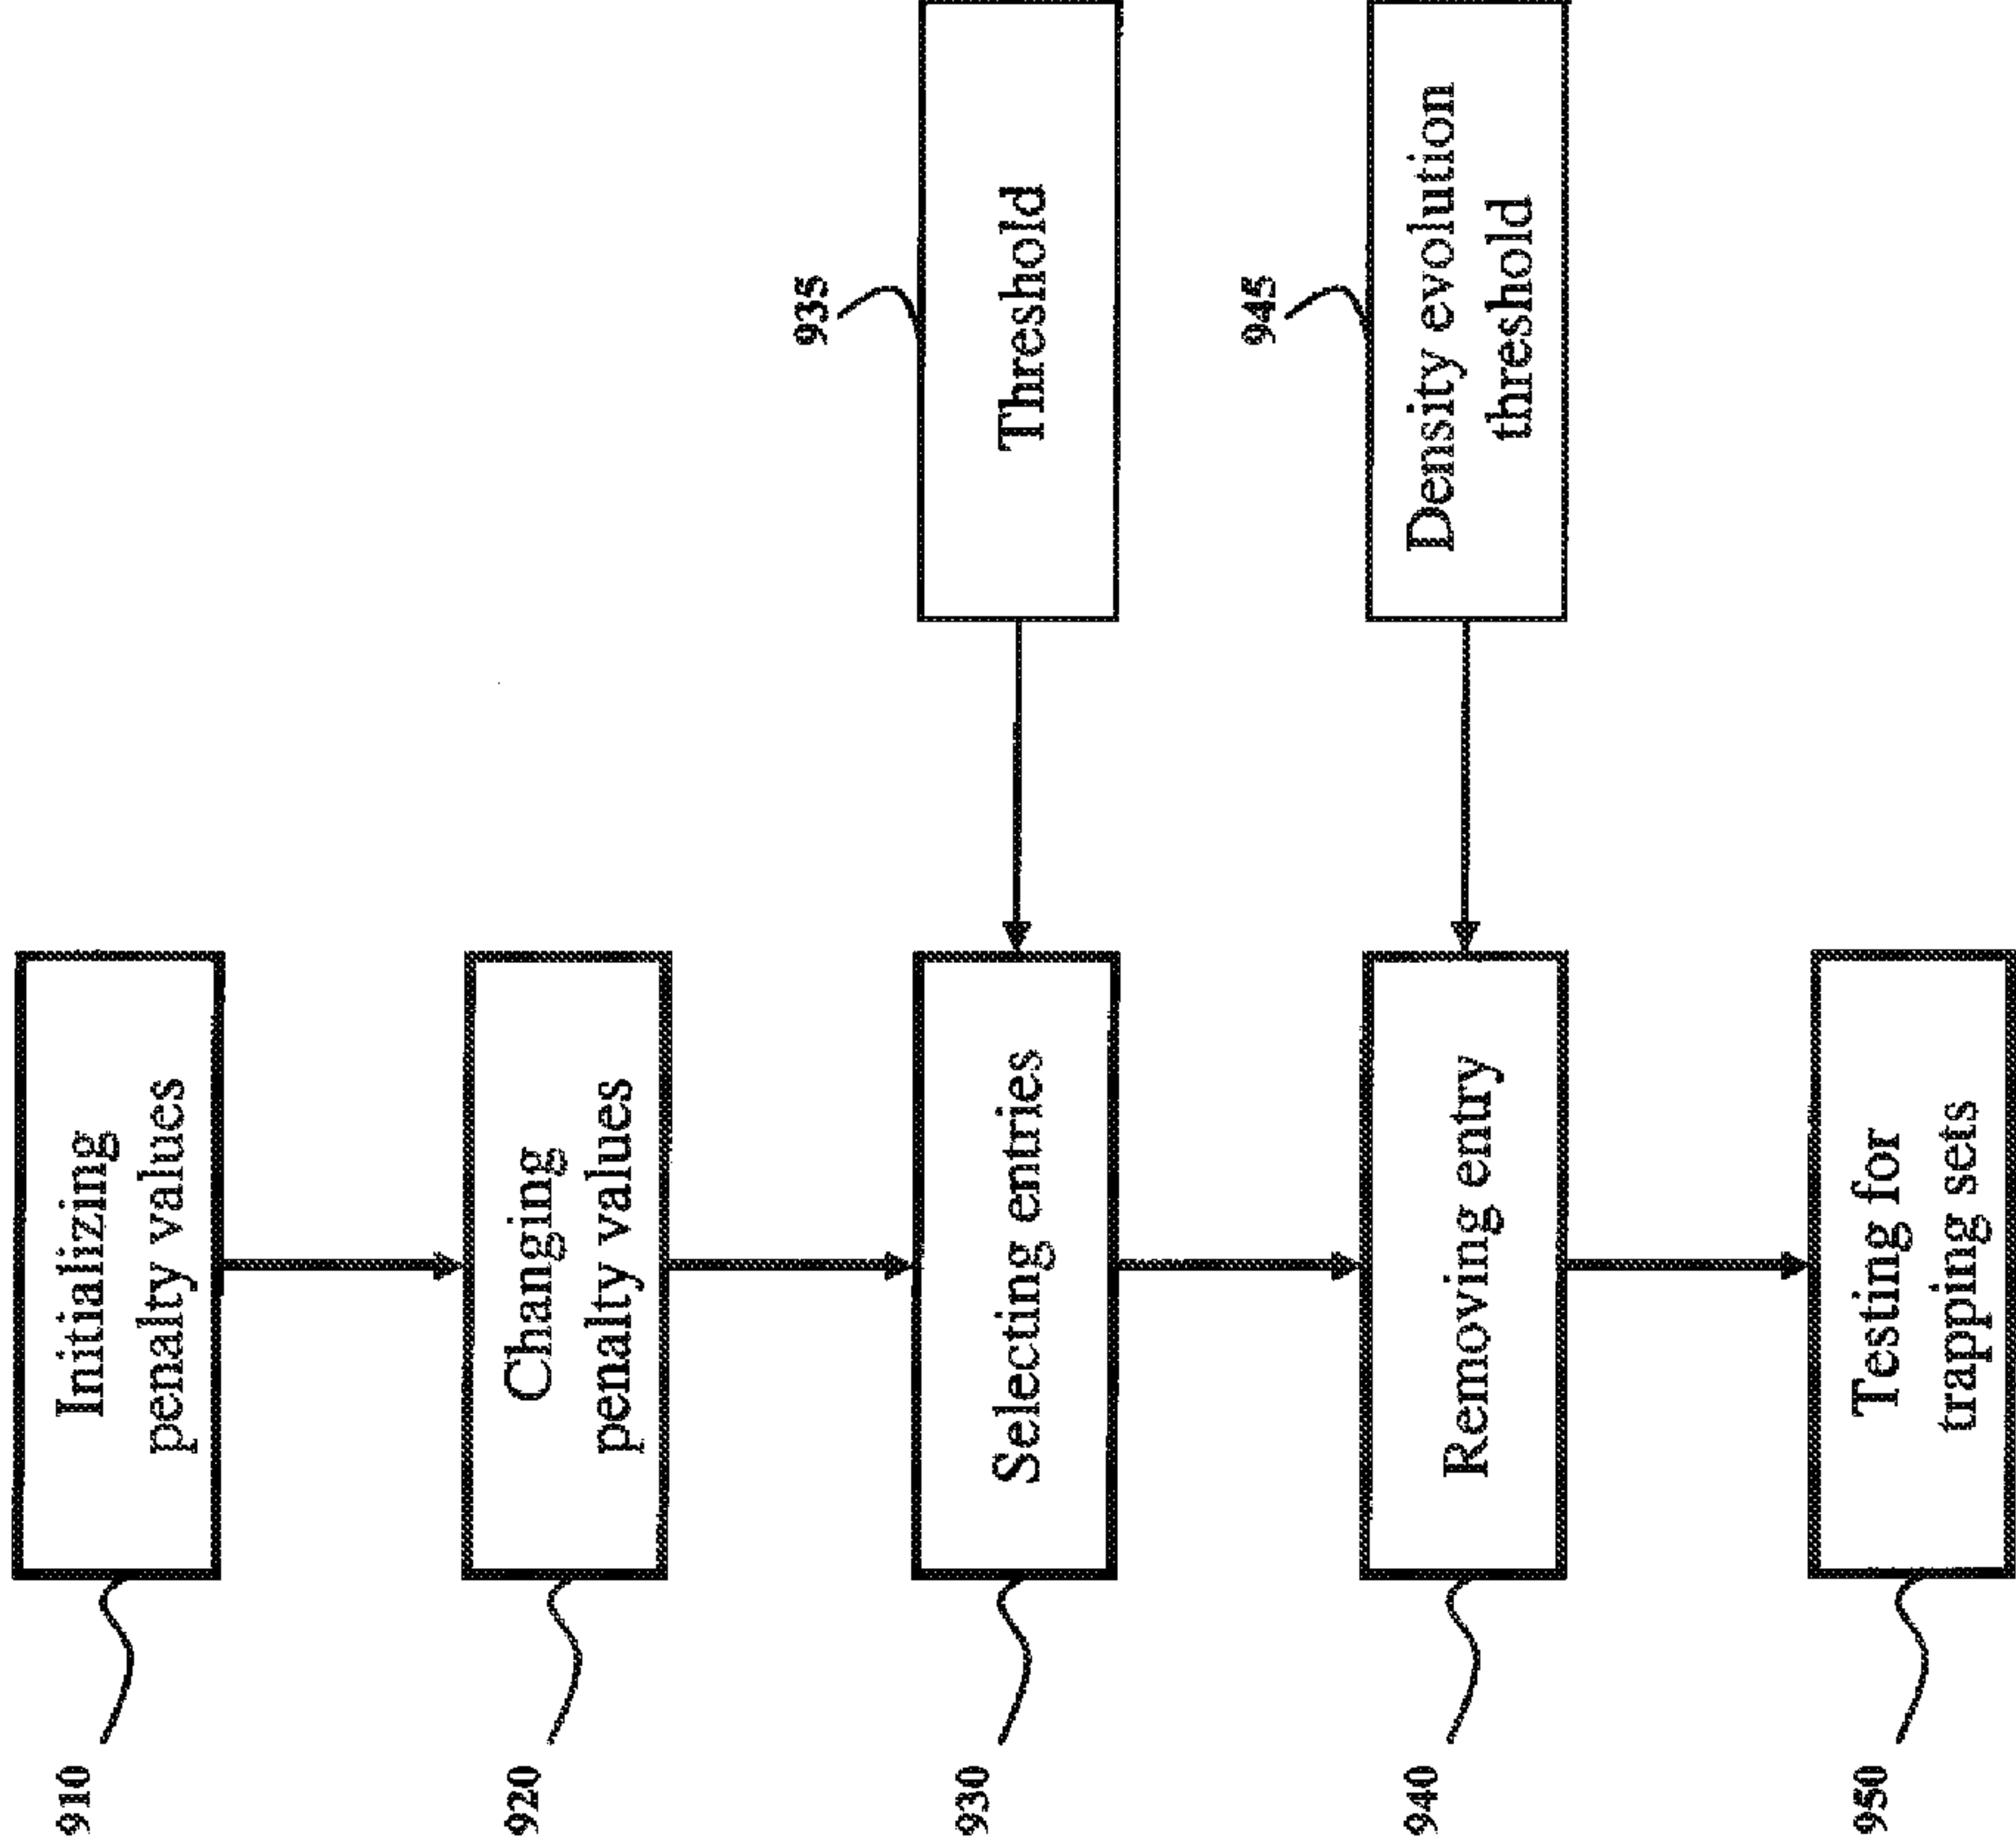 910
Initializing
penalty values
920
Changing
penalty values
930
Selecting entries
935
Threshold
940
Removing entry
945
Density evolution
threshold
950
Testing for
trapping sets